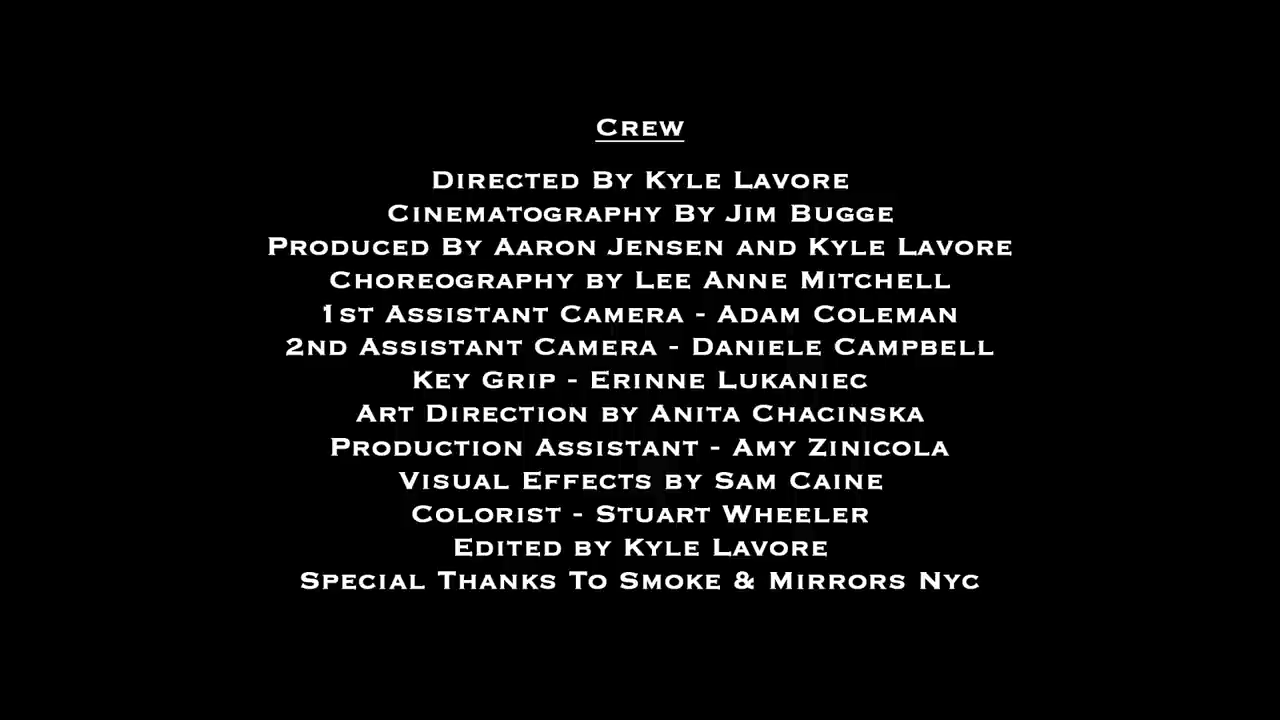 Crew
Directed By Kyle Lavore
Cinematography By Jim Bugge
Produced By Aaron Jensen and Kyle Lavore
Choreography by Lee Anne Mitchell
1st Assistant Camera - Adam Coleman
2nd Assistant Camera - Daniele Campbell
Key Grip - Erinne Lukaniec
Art Direction by Anita Chacinska
Production Assistant - Amy Zinicola
Visual Effects by Sam Caine
Colorist - Stuart Wheeler
Edited by Kyle Lavore
Special Thanks To Smoke & Mirrors Nyc